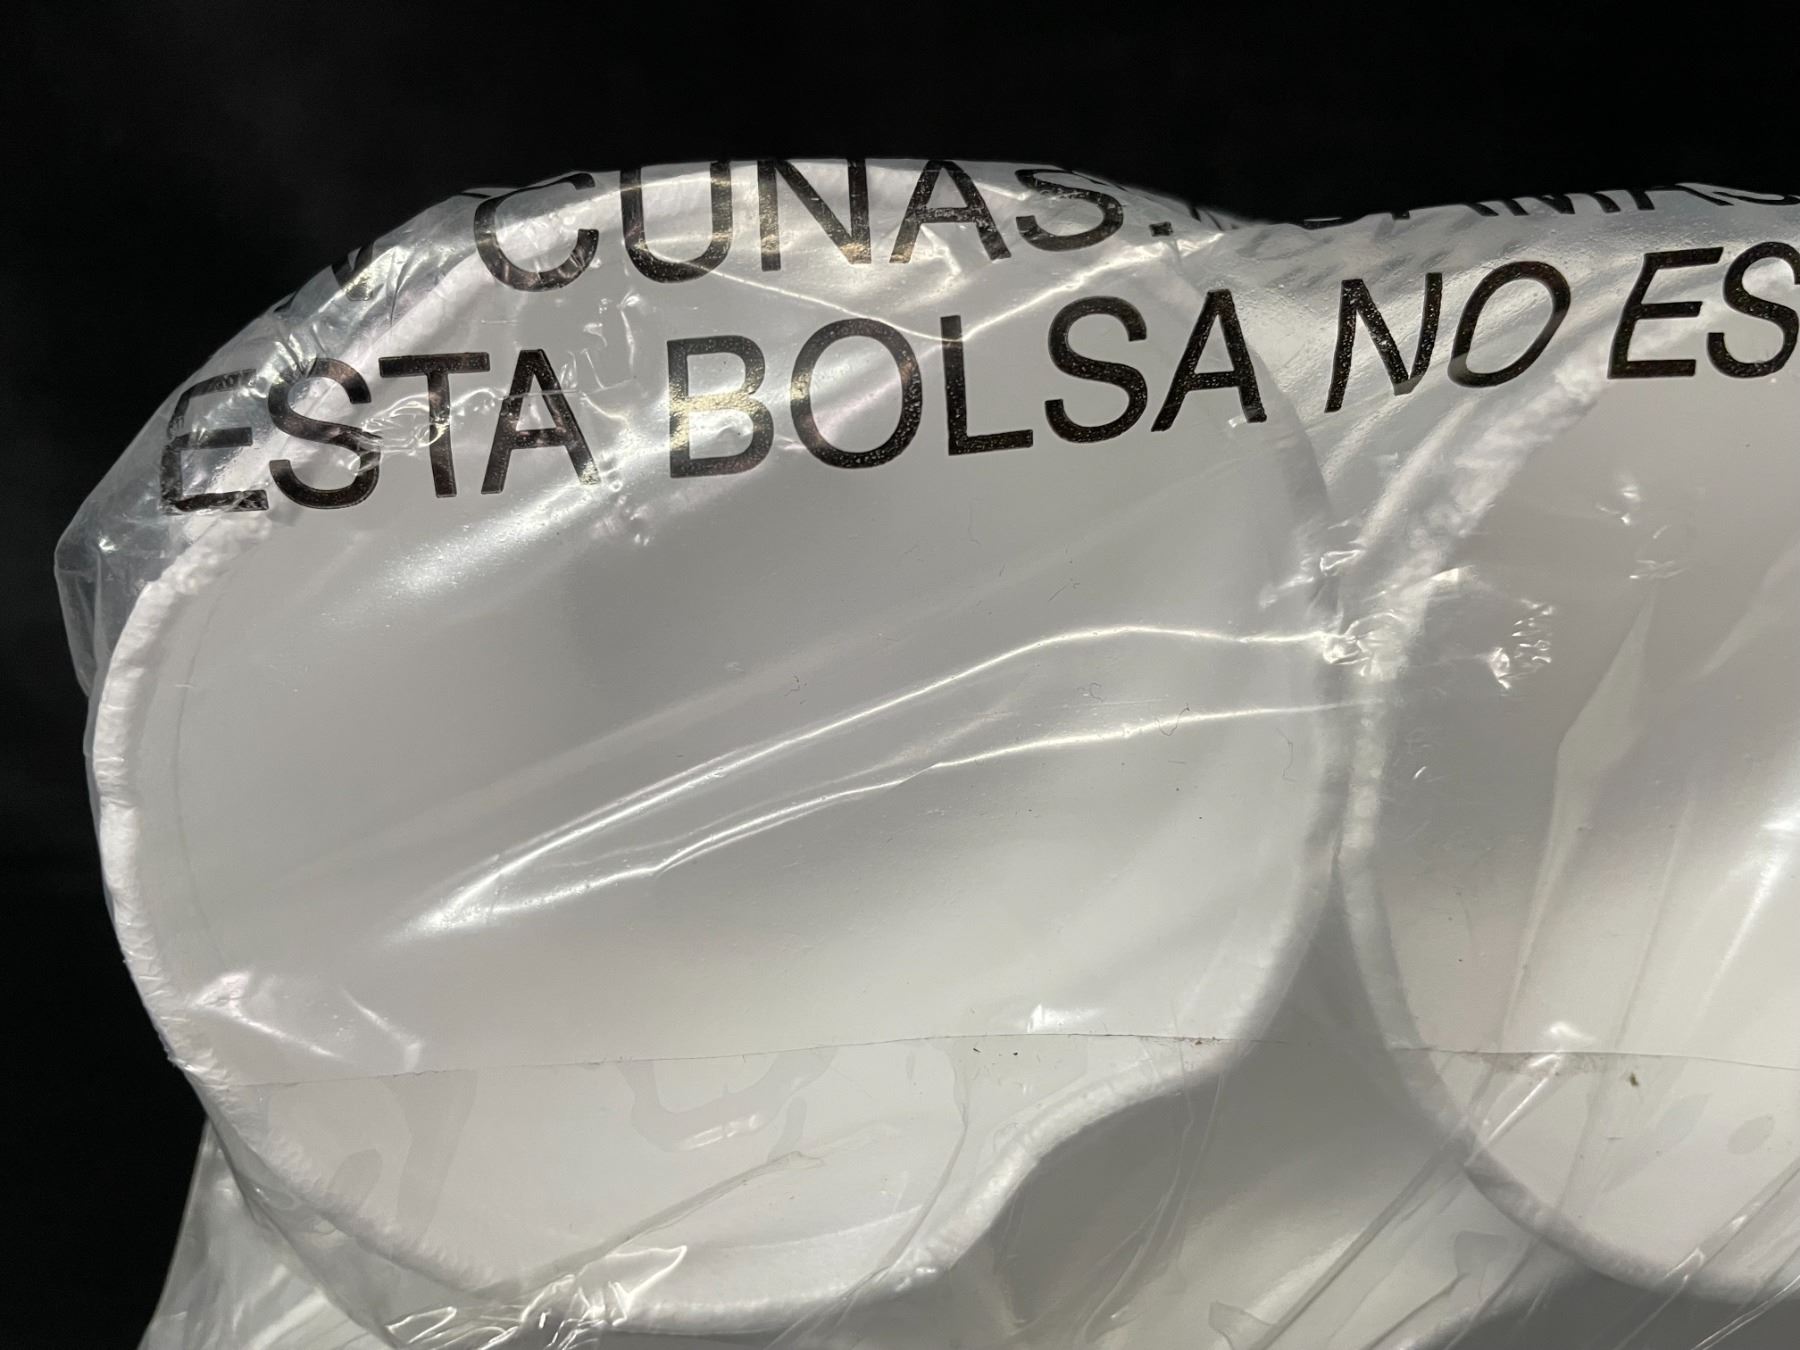 CUNAS.
ESTA BOLSA NO ES